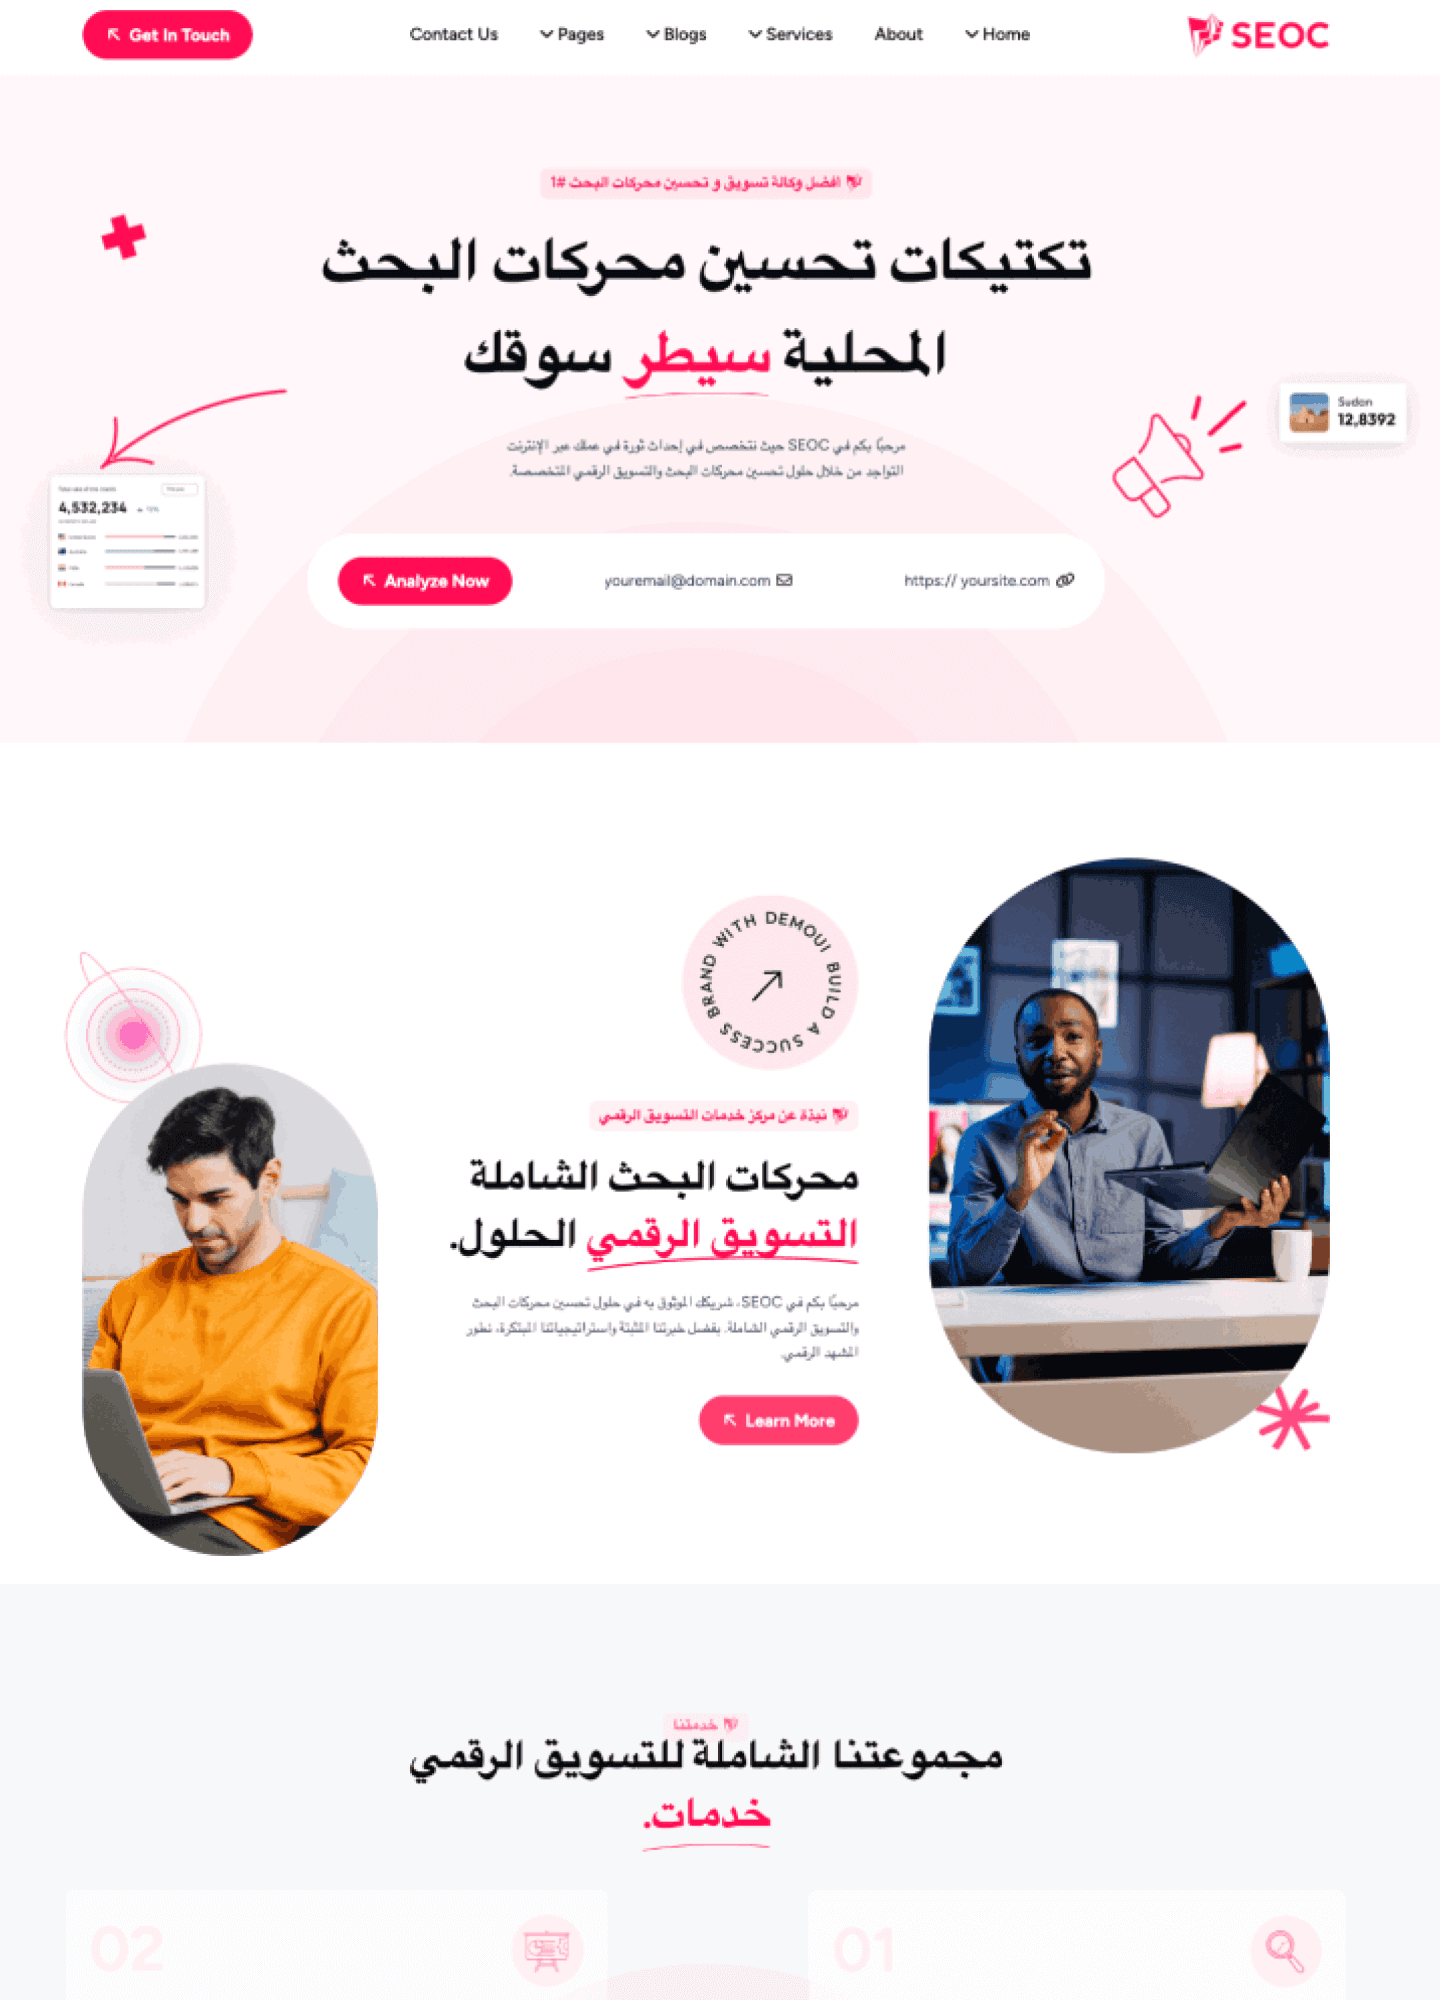 SEOC
Home
About
Services
Blogs
Pages
Contact Us
Get In Touch
افضل وكالة تسويق و تحسين محركات البحث #1
تكتيكات تحسين محركات البحث
المحلية سيطر سوقك
مرحبًا بكم في SEOC حيث نتخصص في إحداث ثورة في عملك عبر الإنترنت
التواجد من خلال حلول تحسين محركات البحث والتسويق الرقمي المتخصصة.
Sudan
12,8392
4,532,234
https:// yoursite.com
youremail@domain.com
Analyze Now
BUILD A SUCCESS BRAND WITH DEMOUI
نبذة عن مركز خدمات التسويق الرقمي
محركات البحث الشاملة
التسويق الرقمي الحلول.
مرحبًا بكم في SEOC، شريكك الموثوق به في حلول تحسين محركات البحث
والتسويق الرقمي الشاملة. بفضل خبرتنا المثبتة واستراتيجياتنا المبتكرة، نطور
المشهد الرقمي.
Learn More
خدمتنا
مجموعتنا الشاملة للتسويق الرقمي
خدمات.
01
02